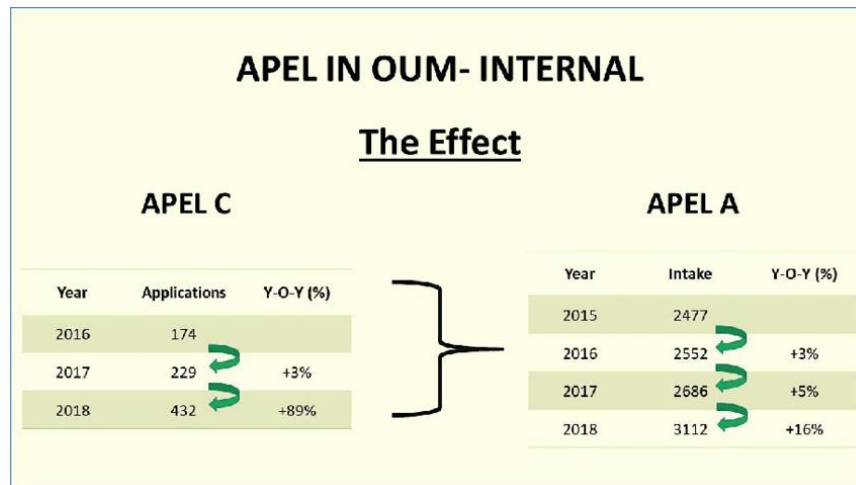 APEL IN OUM- INTERNAL
The Effect
APEL C
Year Applications Y-O-Y (%)
2016 174
2017 229 +3%
2018 432 +89%
APEL A
Year Intake Y-O-Y (%)
2015 2477
2016 2552 +3%
2017 2686 +5%
2018 3112 +16%